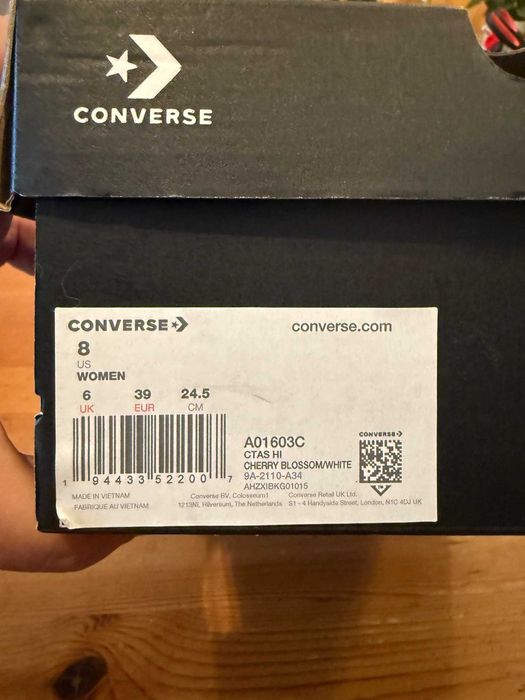 CONVERSE
CONVERSE
converse.com
8
US
WOMEN
6 39 24.5
UK EUR CM
1 94433 52200 7
A01603C
CTAS HI
CHERRY BLOSSOM/WHITE
9A-2110-A34
AHZXIBKG01015
CONVERSE
MADE IN VIETNAM
FABRIQUE AU VIETNAM
Converse BV, Colosseum1
1213NL Hilversum, The Netherlands
Converse Retail UK Ltd.
S1 - 4 Handyside Street, London, N1C 4DJ UK